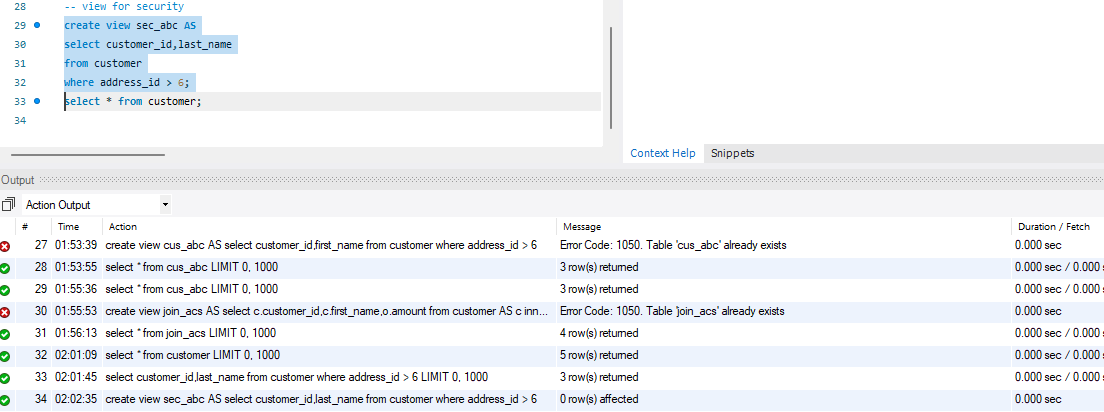 28 -- view for security
29 create view sec_abc AS
30 select customer_id,last_name
31 from customer
32 where address_id > 6;
33 select * from customer;
34
Context Help Snippets
Output
Action Output
# Time Action Message Duration / Fetch
27 01:53:39 create view cus_abc AS select customer_id,first_name from customer where address_id > 6 Error Code: 1050. Table 'cus_abc' already exists 0.000 sec
28 01:53:55 select * from cus_abc LIMIT 0, 1000 3 row(s) returned 0.000 sec / 0.000
29 01:55:36 select * from cus_abc LIMIT 0, 1000 3 row(s) returned 0.000 sec / 0.000
30 01:55:53 create view join_acs AS select c.customer_id,c.first_name,o.amount from customer AS c inn... Error Code: 1050. Table 'join_acs' already exists 0.000 sec
31 01:56:13 select * from join_acs LIMIT 0, 1000 4 row(s) returned 0.000 sec / 0.000
32 02:01:09 select * from customer LIMIT 0, 1000 5 row(s) returned 0.000 sec / 0.000
33 02:01:45 select customer_id,last_name from customer where address_id > 6 LIMIT 0, 1000 3 row(s) returned 0.000 sec / 0.000
34 02:02:35 create view sec_abc AS select customer_id,last_name from customer where address_id > 6 0 row(s) affected 0.000 sec